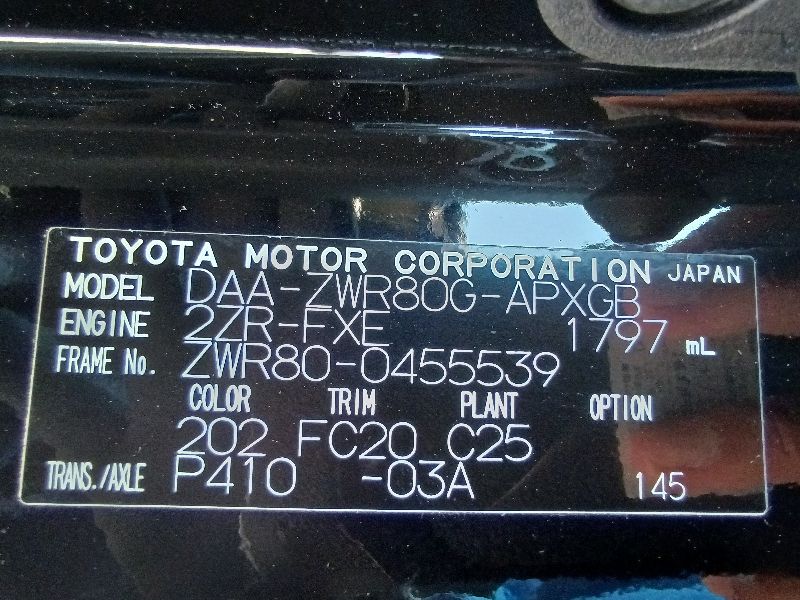 TOYOTA MOTOR CORPORATION JAPAN
MODEL DAA-ZWR80G-APXGB
ENGINE 2ZR-FXE 1797 mL
FRAME No. ZWR80-0455539
COLOR TRIM PLANT OPTION
202 FC20 C25
TRANS./AXLE P410 -03A 145